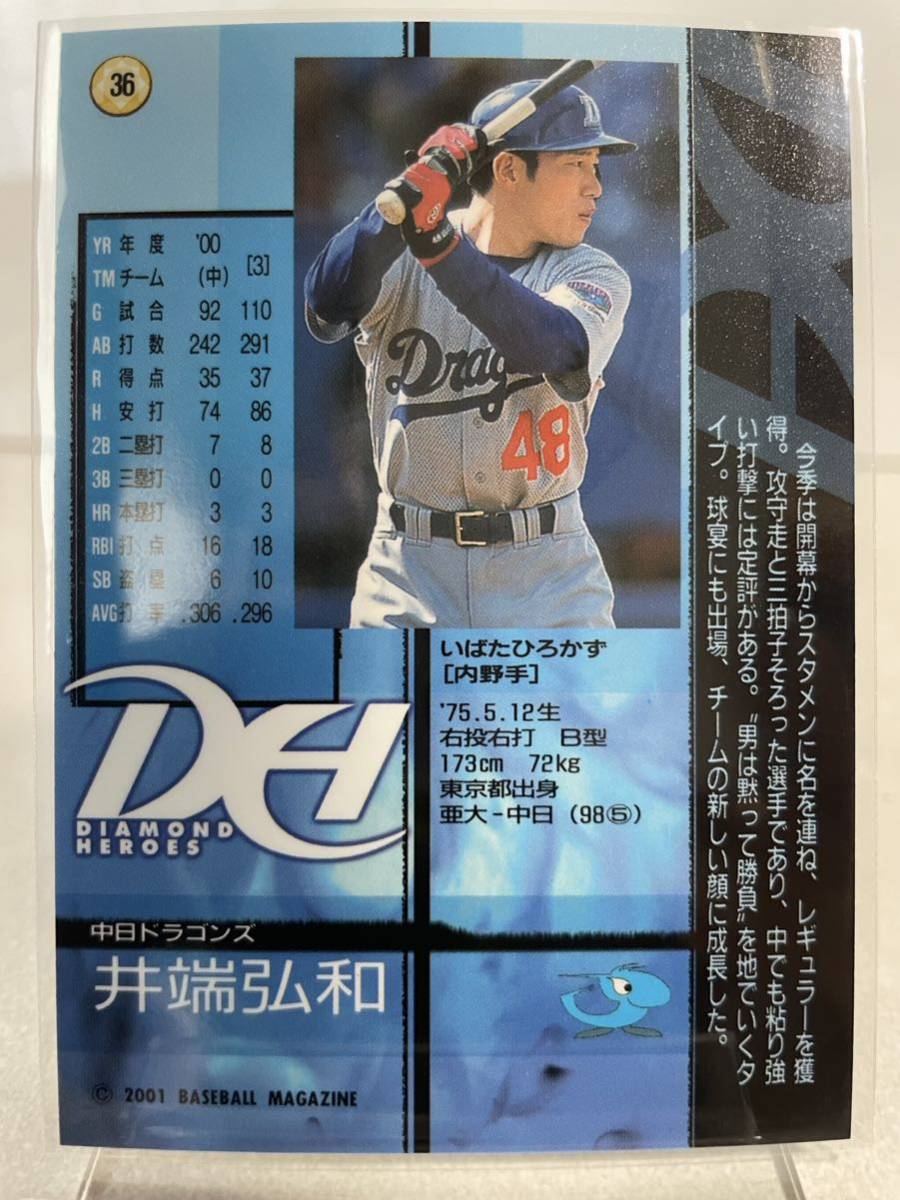 36
YR 年度 '00
TM チーム (中) [3]
G 試合 92 110
AB 打数 242 291
R 得点 35 37
H 安打 74 86
2B 二塁打 7 8
3B 三塁打 0 0
HR 本塁打 3 3
RBI 打点 16 18
SB 盗塁 6 10
AVG 打率 .306 .296
Dragons
48
いばたひろかず
[内野手]
'75.5.12生
右投右打 B型
173cm 72kg
東京都出身
亜大-中日（98⑤）
今季は開幕からスタメンに名を連ね、レギュラーを獲
得。攻守走と三拍子そろった選手であり、中でも粘り強
い打撃には定評がある。“男は黙って勝負”を地でいくタ
イプ。球宴にも出場、チームの新しい顔に成長した。
DH
DIAMOND
HEROES
中日ドラゴンズ
井端弘和
© 2001 BASEBALL MAGAZINE